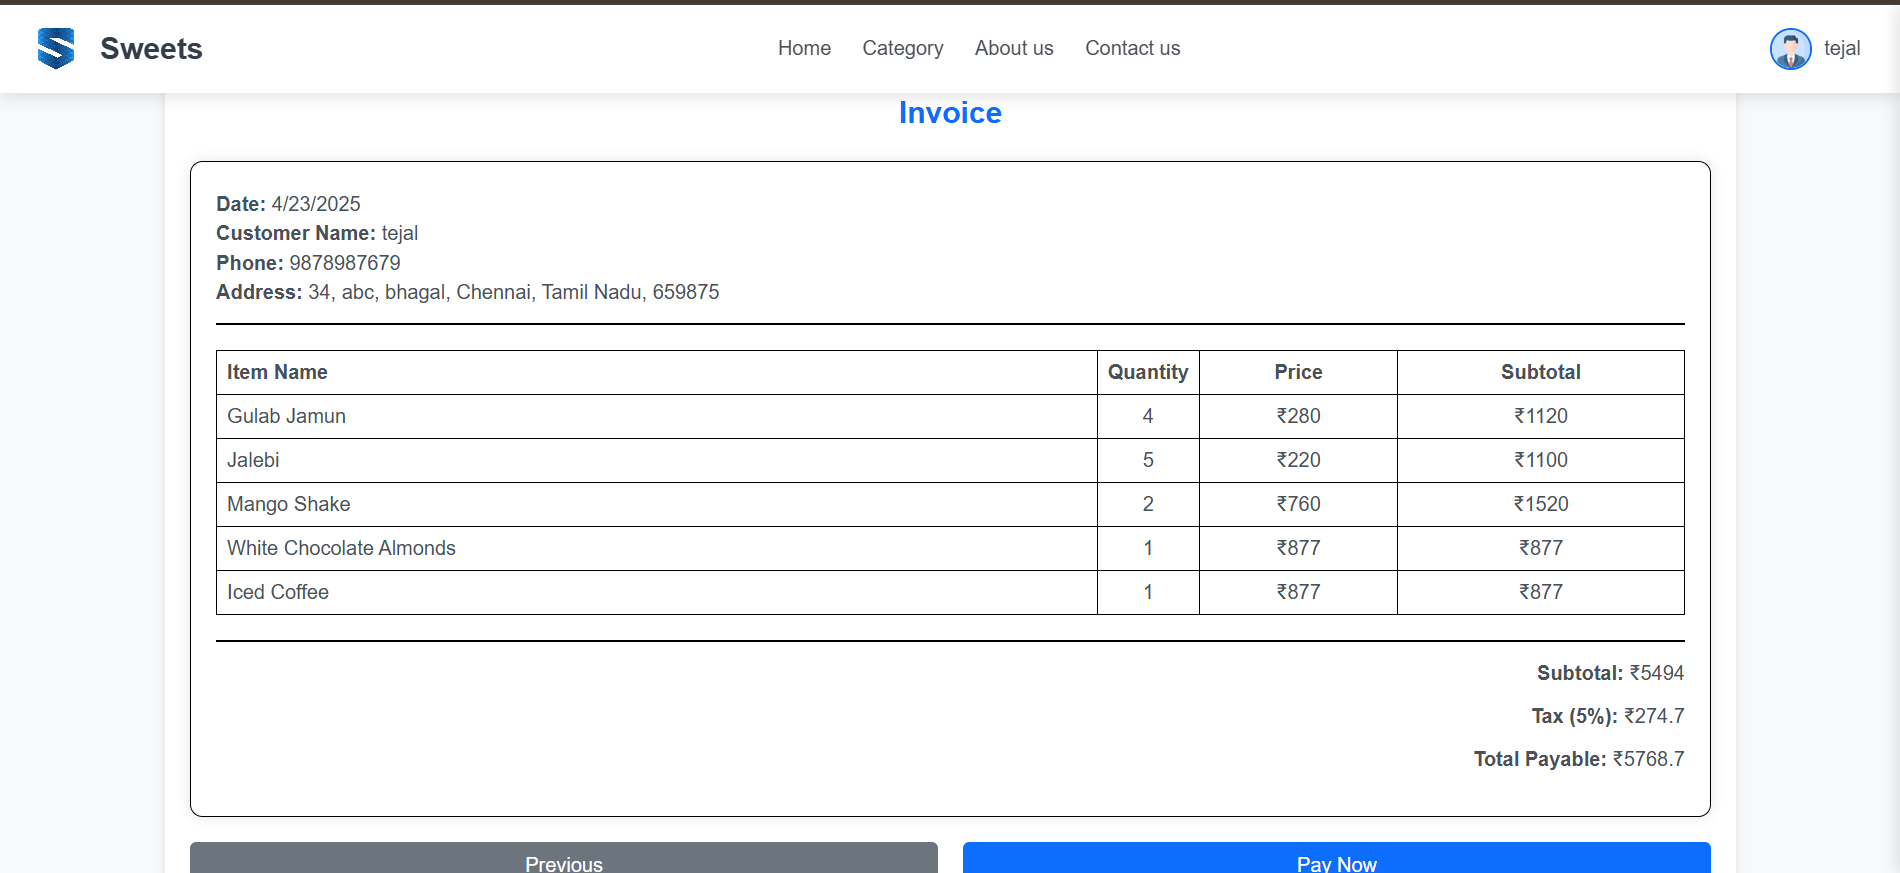 Sweets
Home Category About us Contact us
tejal
Invoice
Date: 4/23/2025
Customer Name: tejal
Phone: 9878987679
Address: 34, abc, bhagal, Chennai, Tamil Nadu, 659875
Item Name Quantity Price Subtotal
Gulab Jamun 4 ₹280 ₹1120
Jalebi 5 ₹220 ₹1100
Mango Shake 2 ₹760 ₹1520
White Chocolate Almonds 1 ₹877 ₹877
Iced Coffee 1 ₹877 ₹877
Subtotal: ₹5494
Tax (5%): ₹274.7
Total Payable: ₹5768.7
Previous Pay Now